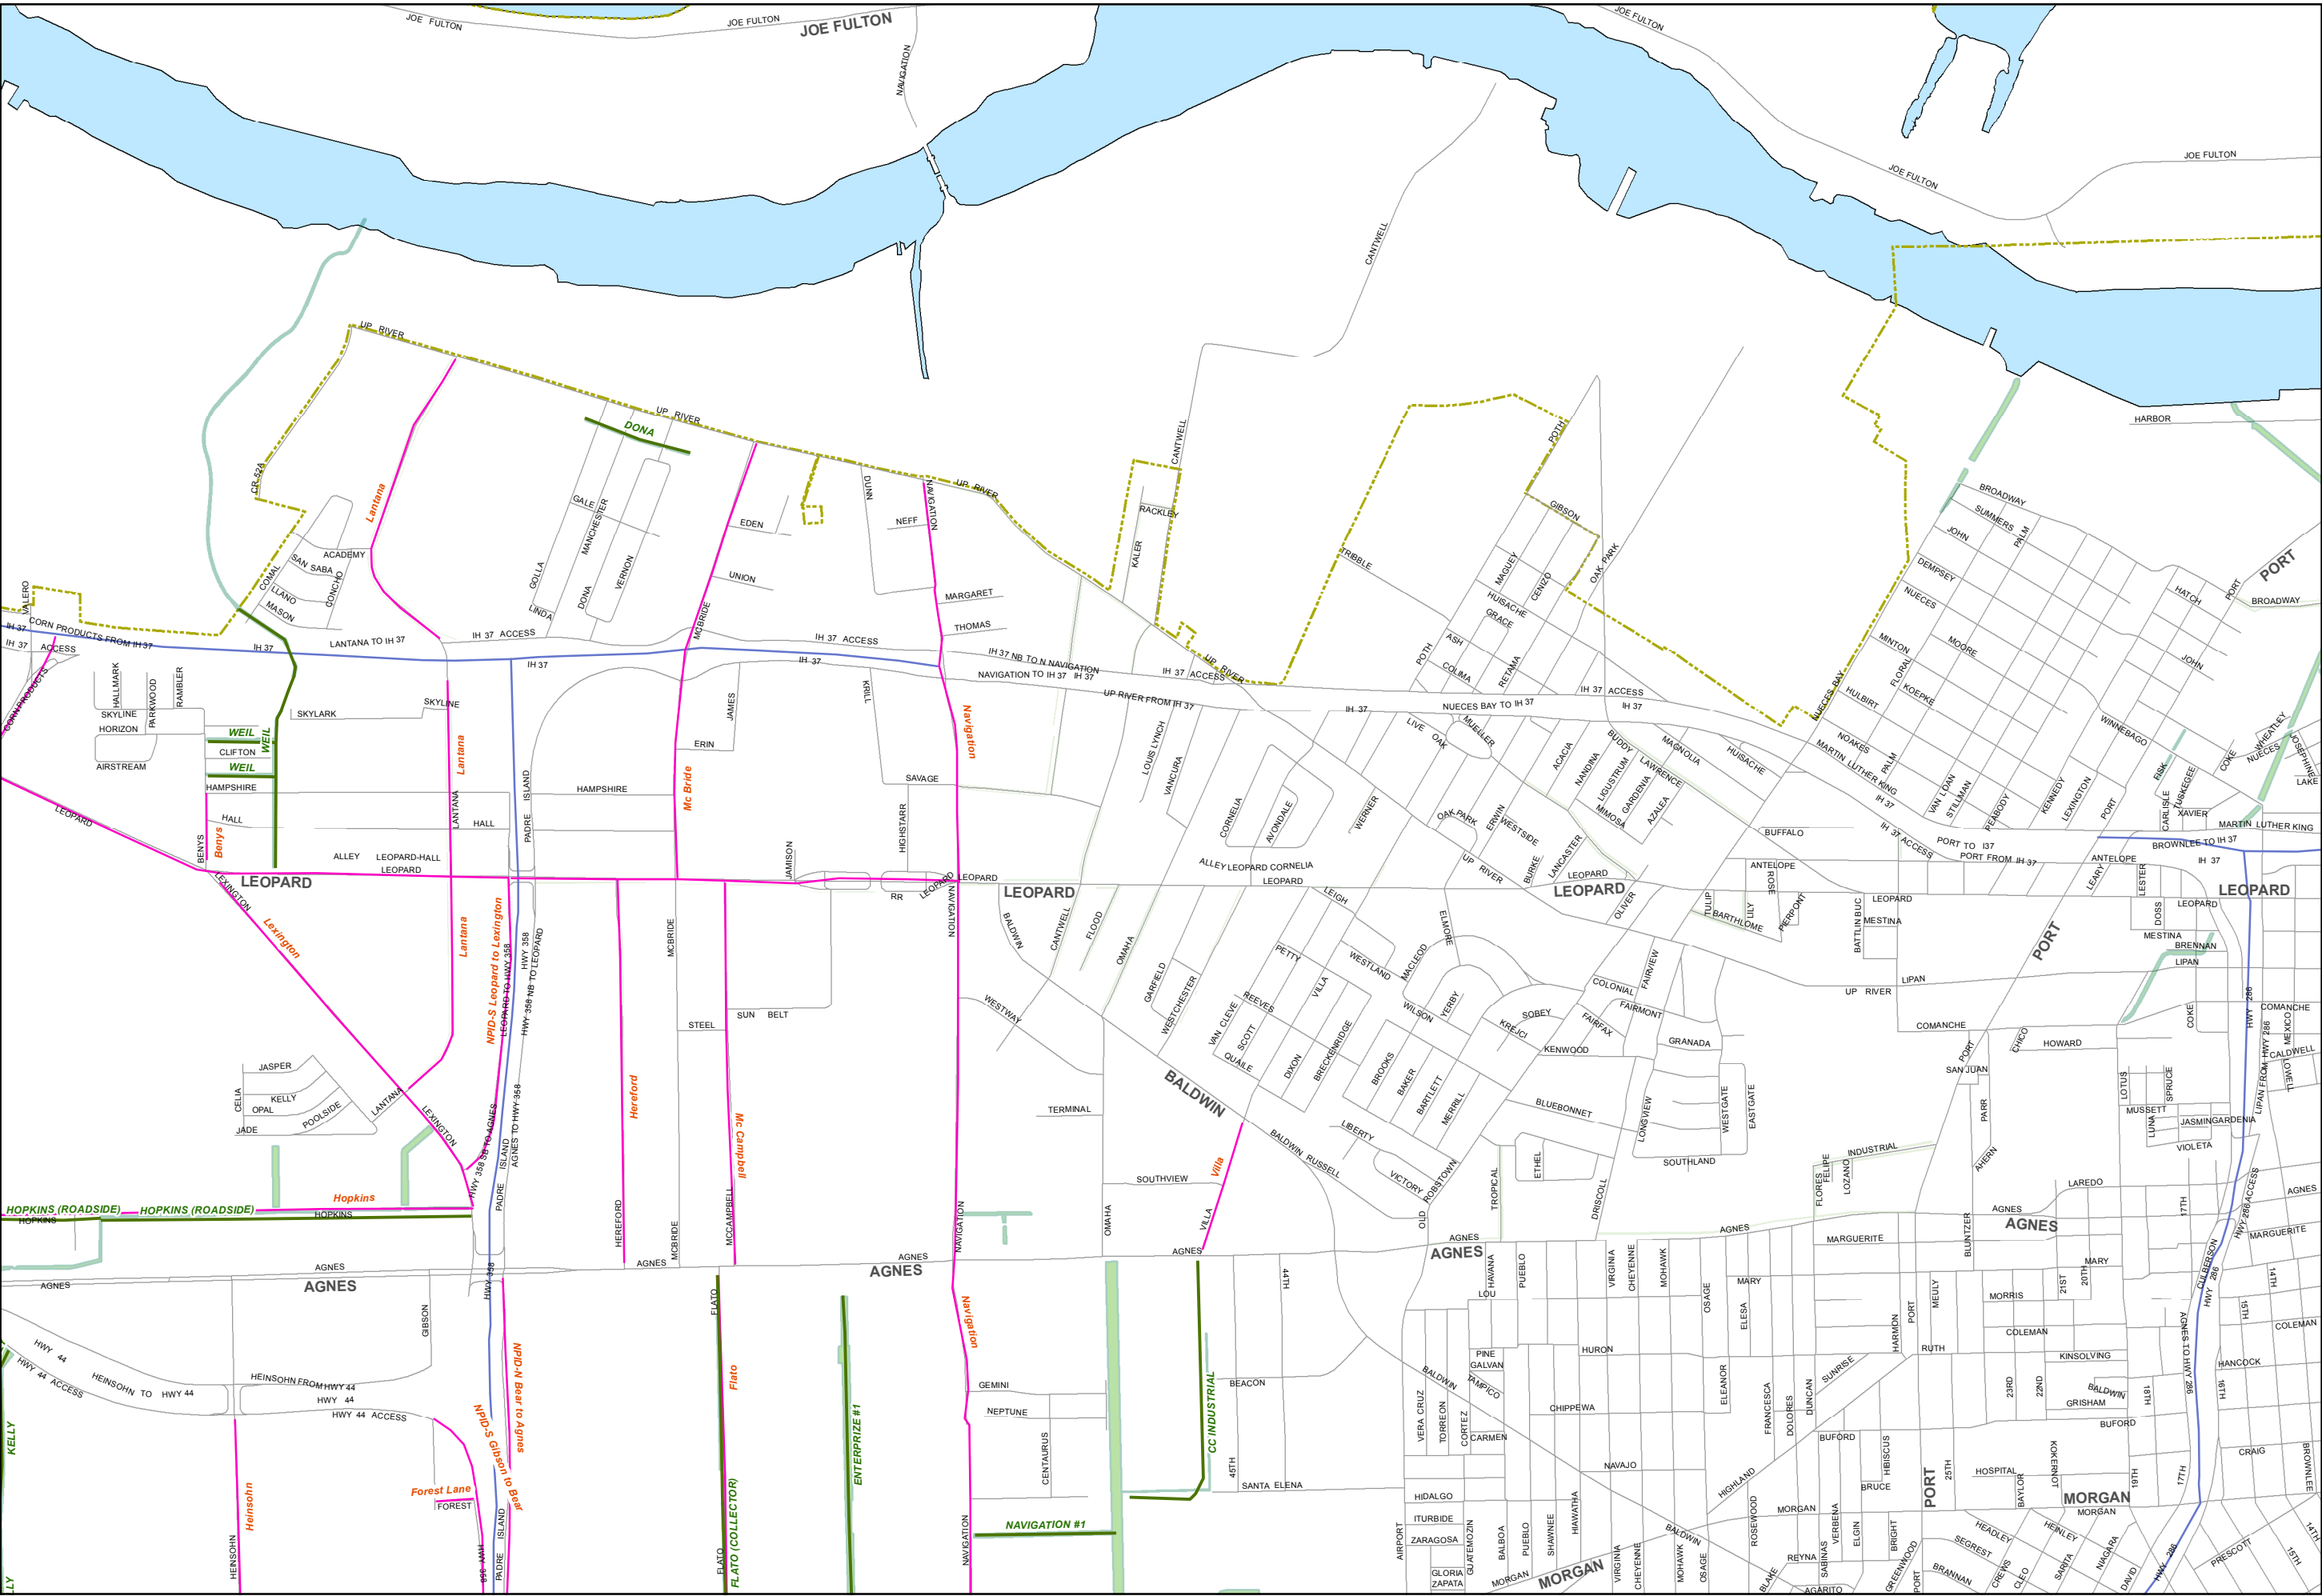 JOE FULTON
JOE FULTON
JOE FULTON
JOE FULTON
NAVIGATION
JOE FULTON
JOE FULTON
CANTWELL
UP RIVER
UP RIVER
UP RIVER
HARBOR
CR 52A
Lantana
DONA
GALE
MANCHESTER
GOLLA
LINDA
DONA
VERNON
EDEN
UNION
MCBRIDE
DUNN
NEFF
NAVIGATION
MARGARET
THOMAS
RACKLEY
KALER
CANTWELL
POTH
GIBSON
TRIBBLE
MAGUEY
CENIZO
OAK PARK
HUISACHE
GRACE
ASH
POTH
COLIMA
RETAMA
BROADWAY
SUMMERS
PALM
JOHN
DEMPSEY
NUECES
MOORE
MINTON
FLORAL
KOEPKE
HULBIRT
NUECES BAY
NOAKES
PALM
MARTIN LUTHER KING
HATCH
PORT
PORT
BROADWAY
JOHN
WINNEBAGO
WHEATLEY
NUECES
JOSEPHINE
COKE
LAKE
FISK
TUSKEGEE
CARLISLE
XAVIER
MARTIN LUTHER KING
BROWNLEE TO IH 37
IH 37
VALERO
IH 37
CORN PRODUCTS FROM IH 37
IH 37 ACCESS
CORN PRODUCTS
COMAL
SAN SABA
ACADEMY
LLANO
MASON
CONCHO
IH 37
LANTANA TO IH 37
IH 37 ACCESS
IH 37
IH 37 ACCESS
IH 37
IH 37 NB TO N NAVIGATION
NAVIGATION TO IH 37
IH 37
IH 37 ACCESS
UP RIVER
UP RIVER FROM IH 37
IH 37
NUECES BAY TO IH 37
IH 37 ACCESS
IH 37
HALLMARK
PARKWOOD
RAMBLER
SKYLINE
HORIZON
AIRSTREAM
WEIL
WEIL
CLIFTON
WEIL
HAMPSHIRE
SKYLARK
SKYLINE
Lantana
LANTANA
HALL
HALL
BENYS
Benys
ALLEY LEOPARD-HALL
LEOPARD
LEOPARD
LEOPARD
PADRE ISLAND
HAMPSHIRE
JAMES
ERIN
Mc Bride
KRILL
SAVAGE
HIGHSTARR
JAMISON
RR
LEOPARD
LEOPARD
LEOPARD
Navigation
NAVIGATION
LOUIS LYNCH
VANCURA
CORNELIA
AVONDALE
WERNER
ALLEY LEOPARD CORNELIA
LEOPARD
LIVE OAK
MUELLER
ACACIA
NANDINA
BUDDY LAWRENCE
LIGUSTRUM
GARDENIA
MIMOSA
AZALEA
MAGNOLIA
HUISACHE
OAK PARK
ERWIN
WESTSIDE
UP RIVER
BURKE
LANCASTER
LEOPARD
LEOPARD
OLIVER
BUFFALO
ANTELOPE
ROSE
TULIP
LILY
BARTHLOME
PIERPONT
LEOPARD
BATTLIN BUC
MESTINA
IH 37
IH 37 ACCESS
PORT TO I37
PORT FROM IH 37
VAN LOAN
STILLMAN
PEABODY
KENNEDY
LEXINGTON
PORT
ANTELOPE
LEARY
LESTER
DOSS
LEOPARD
LEOPARD
MESTINA
BRENNAN
LIPAN
LIPAN
UP RIVER
PORT
COMANCHE
COMANCHE
COKE
HWY 286
MEXICO
CALDWELL
LOWELL
LIPAN FROM HWY 286
HOWARD
CHICO
PORT
SAN JUAN
PARR
AHERN
LOTUS
SPRUCE
MUSSETT
LUNA
JASMIN
GARDENIA
VIOLETA
LEXINGTON
Lexington
Lantana
NPID-S Leopard to Lexington
LEOPARD TO HWY 358
HWY 358
HWY 358 NB TO LEOPARD
MCBRIDE
STEEL
SUN BELT
Hereford
Mc Campbell
BALDWIN
CANTWELL
FLOOD
OMAHA
WESTWAY
GARFIELD
WESTCHESTER
LEIGH
PETTY
WESTLAND
MACLEOD
ELMORE
REEVES
VILLA
VAN CLEVE
SCOTT
QUAILE
DIXON
BRECKENRIDGE
WILSON
YERBY
BROOKS
BAKER
BARTLETT
MERRILL
KREJCI
SOBEY
KENWOOD
FAIRFAX
COLONIAL
FAIRVIEW
FAIRMONT
GRANADA
BLUEBONNET
LONGVIEW
WESTGATE
EASTGATE
SOUTHLAND
BALDWIN
TERMINAL
BALDWIN RUSSELL
LIBERTY
VICTORY
OLD ROBSTOWN
TROPICAL
ETHEL
DRISCOLL
INDUSTRIAL
FLORES
FELIPE
LOZANO
JASPER
CELIA
KELLY
OPAL
POOLSIDE
JADE
LANTANA
LEXINGTON
HWY 358 SB TO AGNES
AGNES TO HWY 358
PADRE ISLAND
HOPKINS (ROADSIDE)
HOPKINS (ROADSIDE)
Hopkins
HOPKINS
HOPKINS
HEREFORD
MCBRIDE
MCCAMPBELL
NAVIGATION
SOUTHVIEW
OMAHA
Villa
VILLA
AGNES
AGNES
AGNES
AGNES
AGNES
AGNES
AGNES
AGNES
AGNES
AGNES
AGNES
AGNES
AGNES
LAREDO
MARGUERITE
MARGUERITE
BLUNTZER
17TH
HWY 286 ACCESS
CULBERSON
HWY 286
14TH
15TH
COLEMAN
HANCOCK
16TH
AGNES TO HWY 286
MARY
MARY
21ST
20TH
MORRIS
COLEMAN
KINSOLVING
MEULY
PORT
HARMON
RUTH
23RD
22ND
BALDWIN
18TH
GRISHAM
BUFORD
BUFORD
CRAIG
BROWNLEE
HWY 44
HWY 44 ACCESS
HEINSOHN TO HWY 44
HEINSOHN FROM HWY 44
HWY 44
HWY 44 ACCESS
GIBSON
HWY 358
KELLY
LY
Heinsohn
HEINSOHN
Forest Lane
FOREST
NPID-S Gibson to Bear
NPID-N Bear to Agnes
PADRE ISLAND
HWY 358
FLATO
Flato
FLATO
FLATO (COLLECTOR)
ENTERPRIZE #1
Navigation
GEMINI
NEPTUNE
CENTAURUS
NAVIGATION
NAVIGATION #1
CC INDUSTRIAL
BEACON
44TH
45TH
SANTA ELENA
HAVANA
PUEBLO
LOU
VIRGINIA
CHEYENNE
MOHAWK
OSAGE
ELESA
PINE
GALVAN
TAMPICO
HURON
BALDWIN
VERA CRUZ
TORREON
CORTEZ
CARMEN
CHIPPEWA
ELEANOR
FRANCESCA
DOLORES
DUNCAN
SUNRISE
NAVAJO
HIGHLAND
HIBISCUS
BRUCE
25TH
HOSPITAL
BAYLOR
KOKERNOT
19TH
17TH
MORGAN
MORGAN
PORT
MORGAN
HIDALGO
ITURBIDE
ZARAGOSA
AIRPORT
GLORIA
ZAPATA
GUATEMOZIN
BALBOA
PUEBLO
SHAWNEE
HIAWATHA
MORGAN
MORGAN
VIRGINIA
CHEYENNE
MOHAWK
OSAGE
BALDWIN
ROSEWOOD
BLAKE
REYNA
SABINAS
VERBENA
ELGIN
BRIGHT
AGARITO
GREENWOOD
PORT
SEGREST
BRANNAN
HEADLEY
CREWS
CLEO
HEINLEY
SARITA
NIAGARA
DAVID
HWY 286
PRESCOTT
15TH
14TH